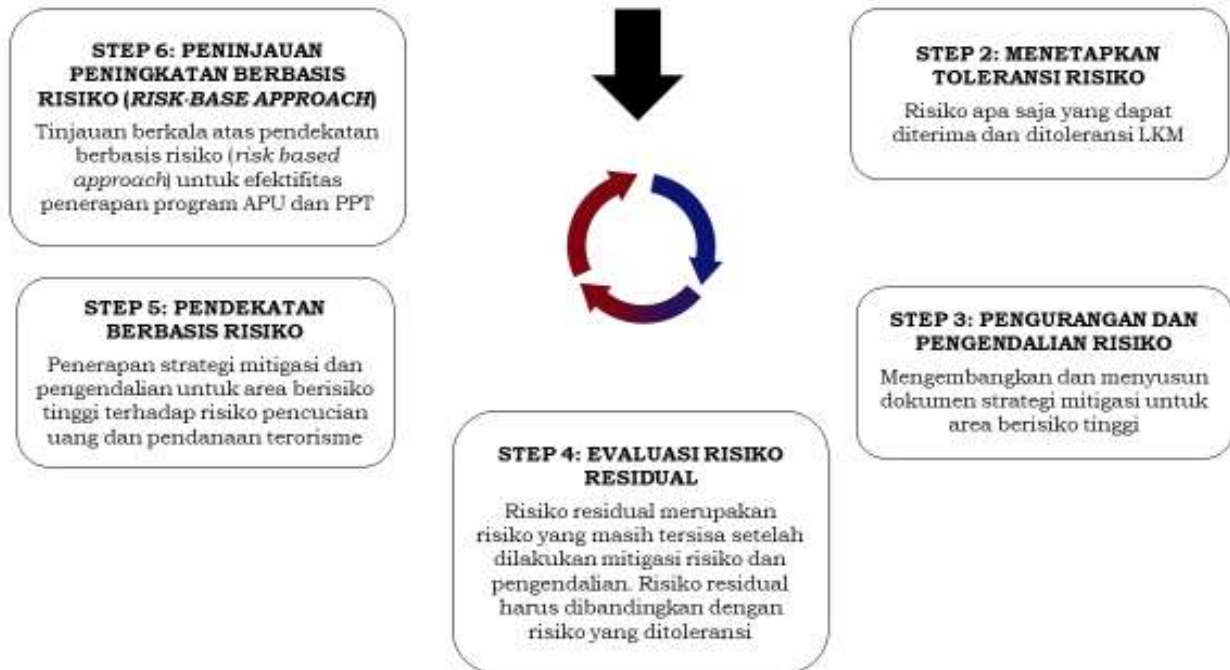 STEP 6: PENINJAUAN
PENINGKATAN BERBASIS
RISIKO (RISK-BASE APPROACH)
Tinjauan berkala atas pendekatan
berbasis risiko (risk based
approach) untuk efektifitas
penerapan program APU dan PPT
STEP 2: MENETAPKAN
TOLERANSI RISIKO
Risiko apa saja yang dapat
diterima dan ditoleransi LKM
STEP 5: PENDEKATAN
BERBASIS RISIKO
Penerapan strategi mitigasi dan
pengendalian untuk area berisiko
tinggi terhadap risiko pencucian
uang dan pendanaan terorisme
STEP 3: PENGURANGAN DAN
PENGENDALIAN RISIKO
Mengembangkan dan menyusun
dokumen strategi mitigasi untuk
area berisiko tinggi
STEP 4: EVALUASI RISIKO
RESIDUAL
Risiko residual merupakan
risiko yang masih tersisa setelah
dilakukan mitigasi risiko dan
pengendalian. Risiko residual
harus dibandingkan dengan
risiko yang ditoleransi